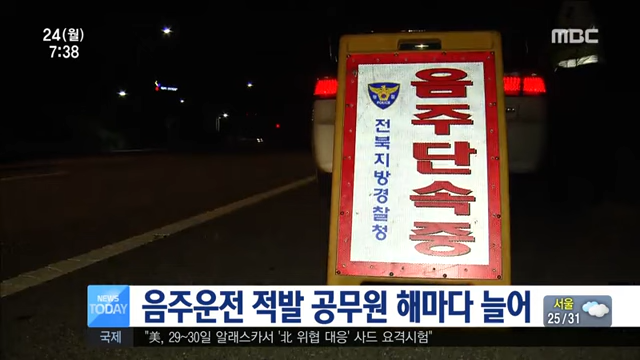 24(월)
7:38
MBC
음주단속중
전북지방경찰청
NEWS
TODAY
음주운전 적발 공무원 해마다 늘어
서울
25/31
국제
"美, 29~30일 알래스카서 '北 위협 대응' 사드 요격시험"